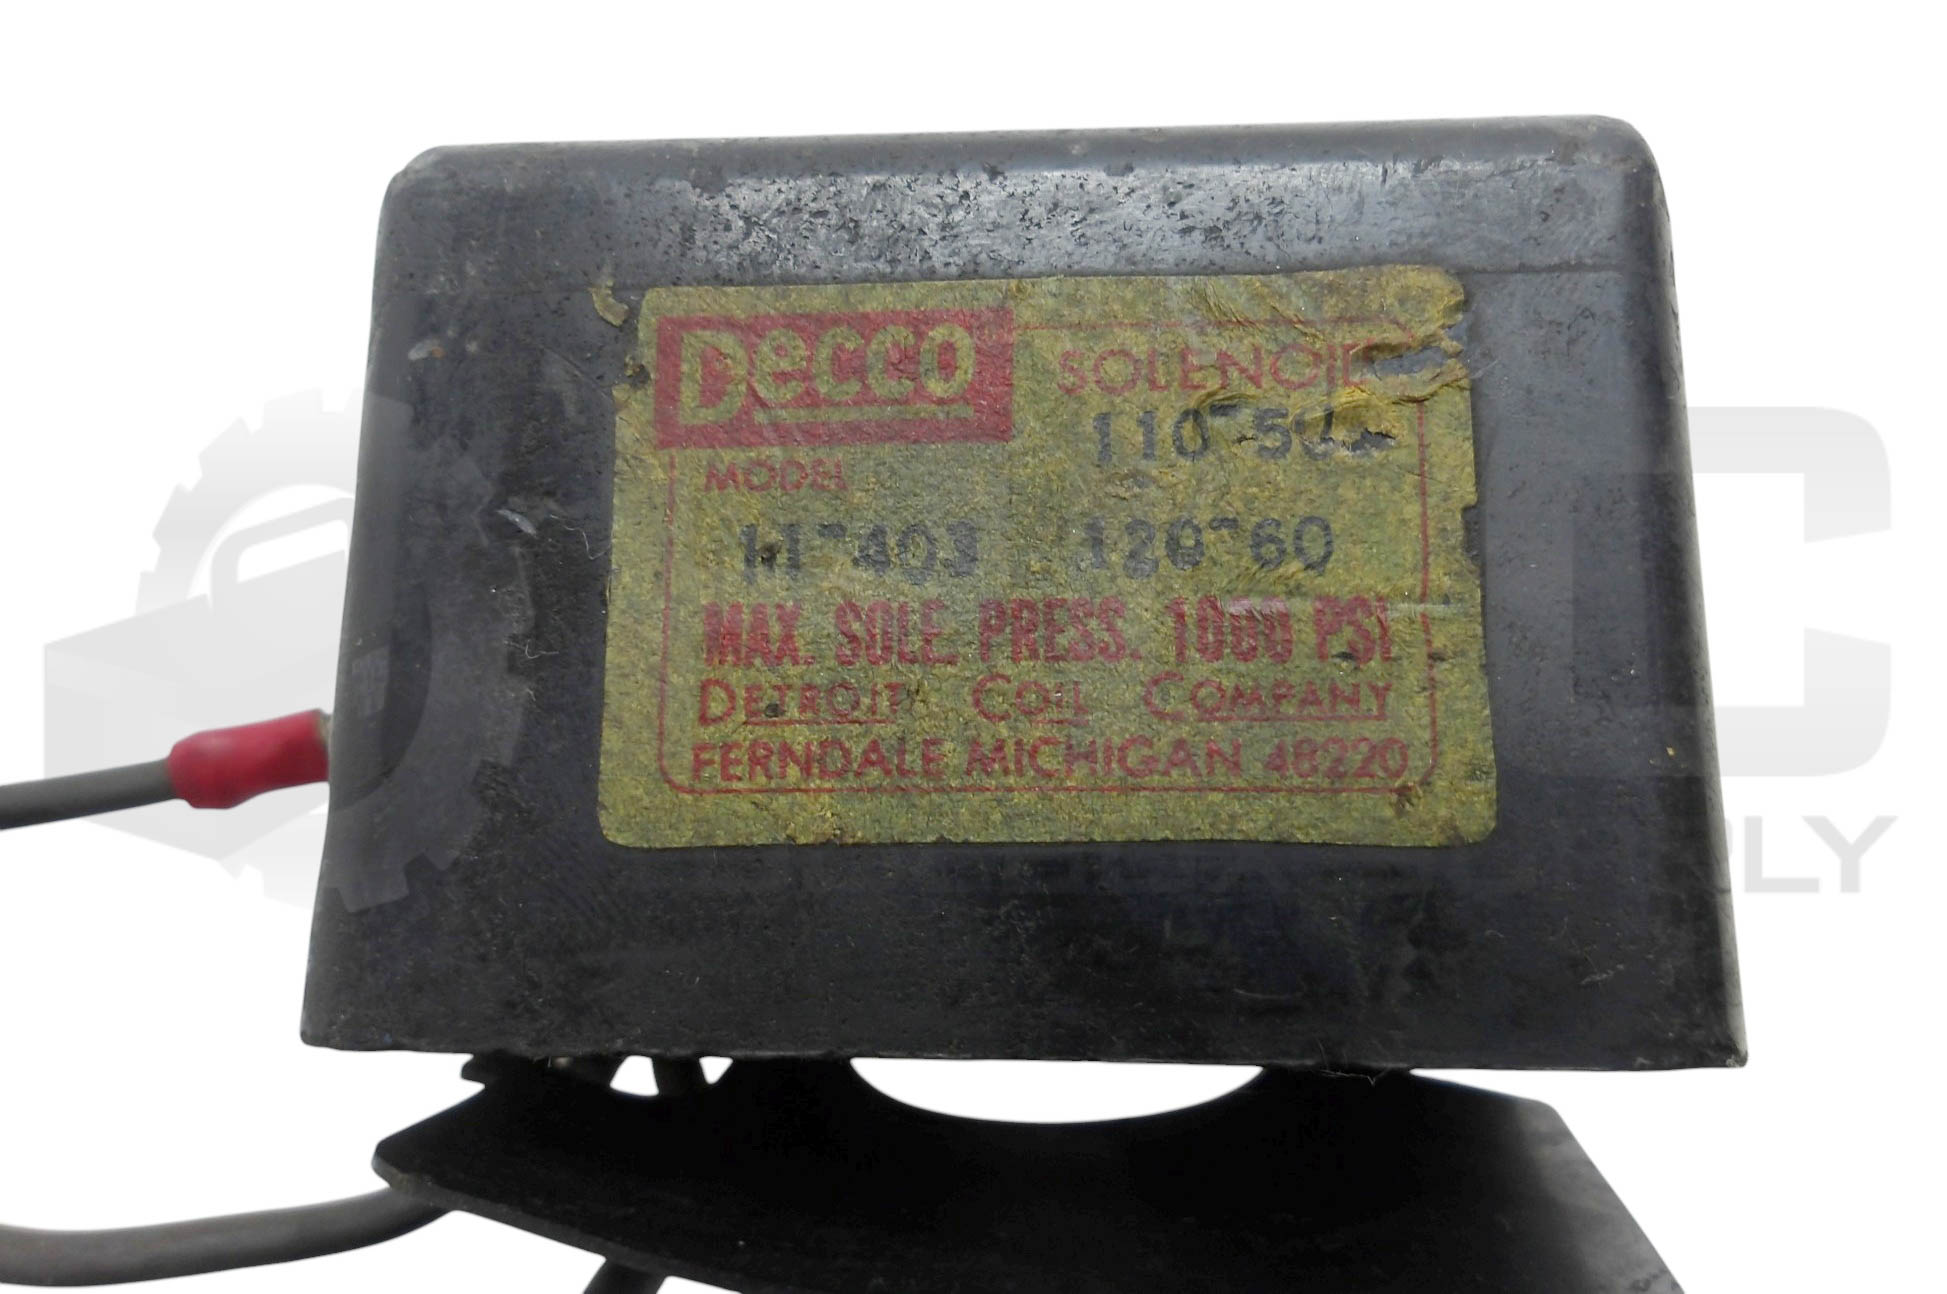 Decco SOLENOID
110-50
MODEL
120-60
MAX. SOLE. PRESS. 1000 PSI
DETROIT COIL COMPANY
FERNDALE MICHIGAN 48220